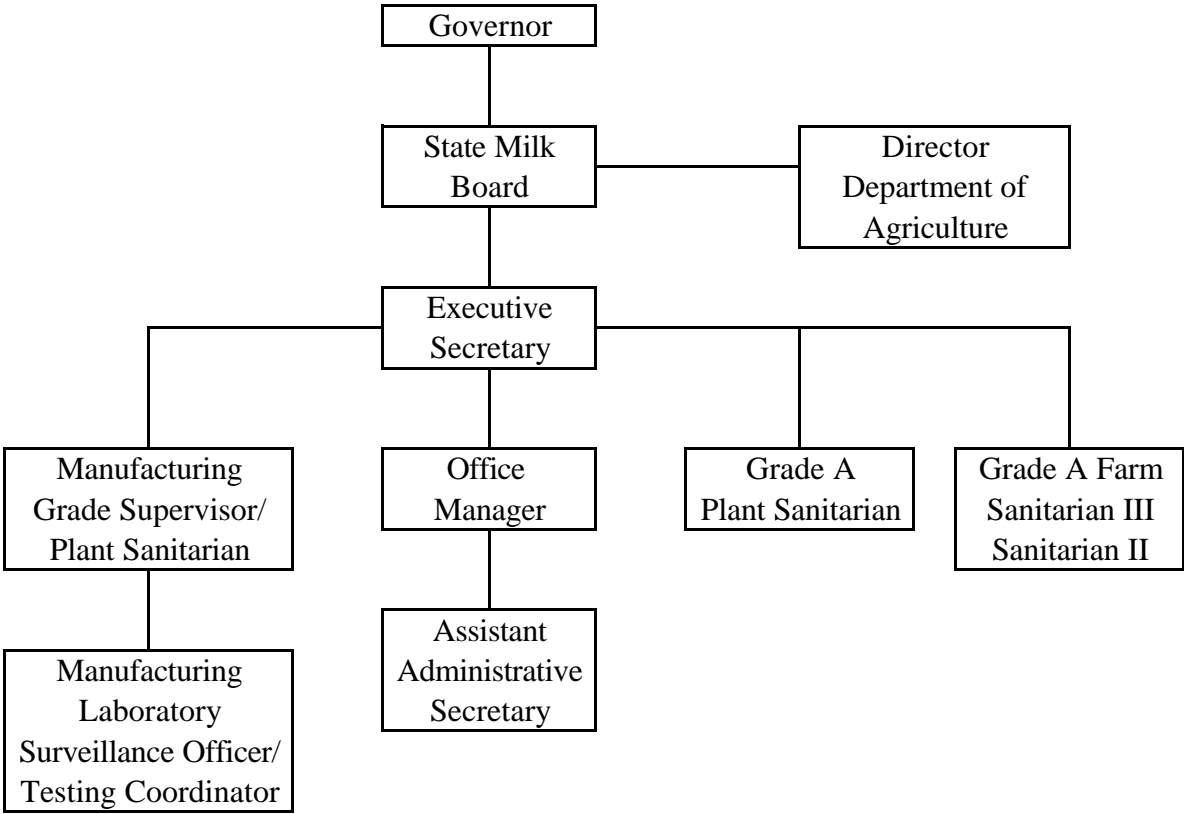 Governor
State Milk
Board
Director
Department of
Agriculture
Executive
Secretary
Manufacturing
Grade Supervisor/
Plant Sanitarian
Office
Manager
Grade A
Plant Sanitarian
Grade A Farm
Sanitarian III
Sanitarian II
Manufacturing
Laboratory
Surveillance Officer/
Testing Coordinator
Assistant
Administrative
Secretary